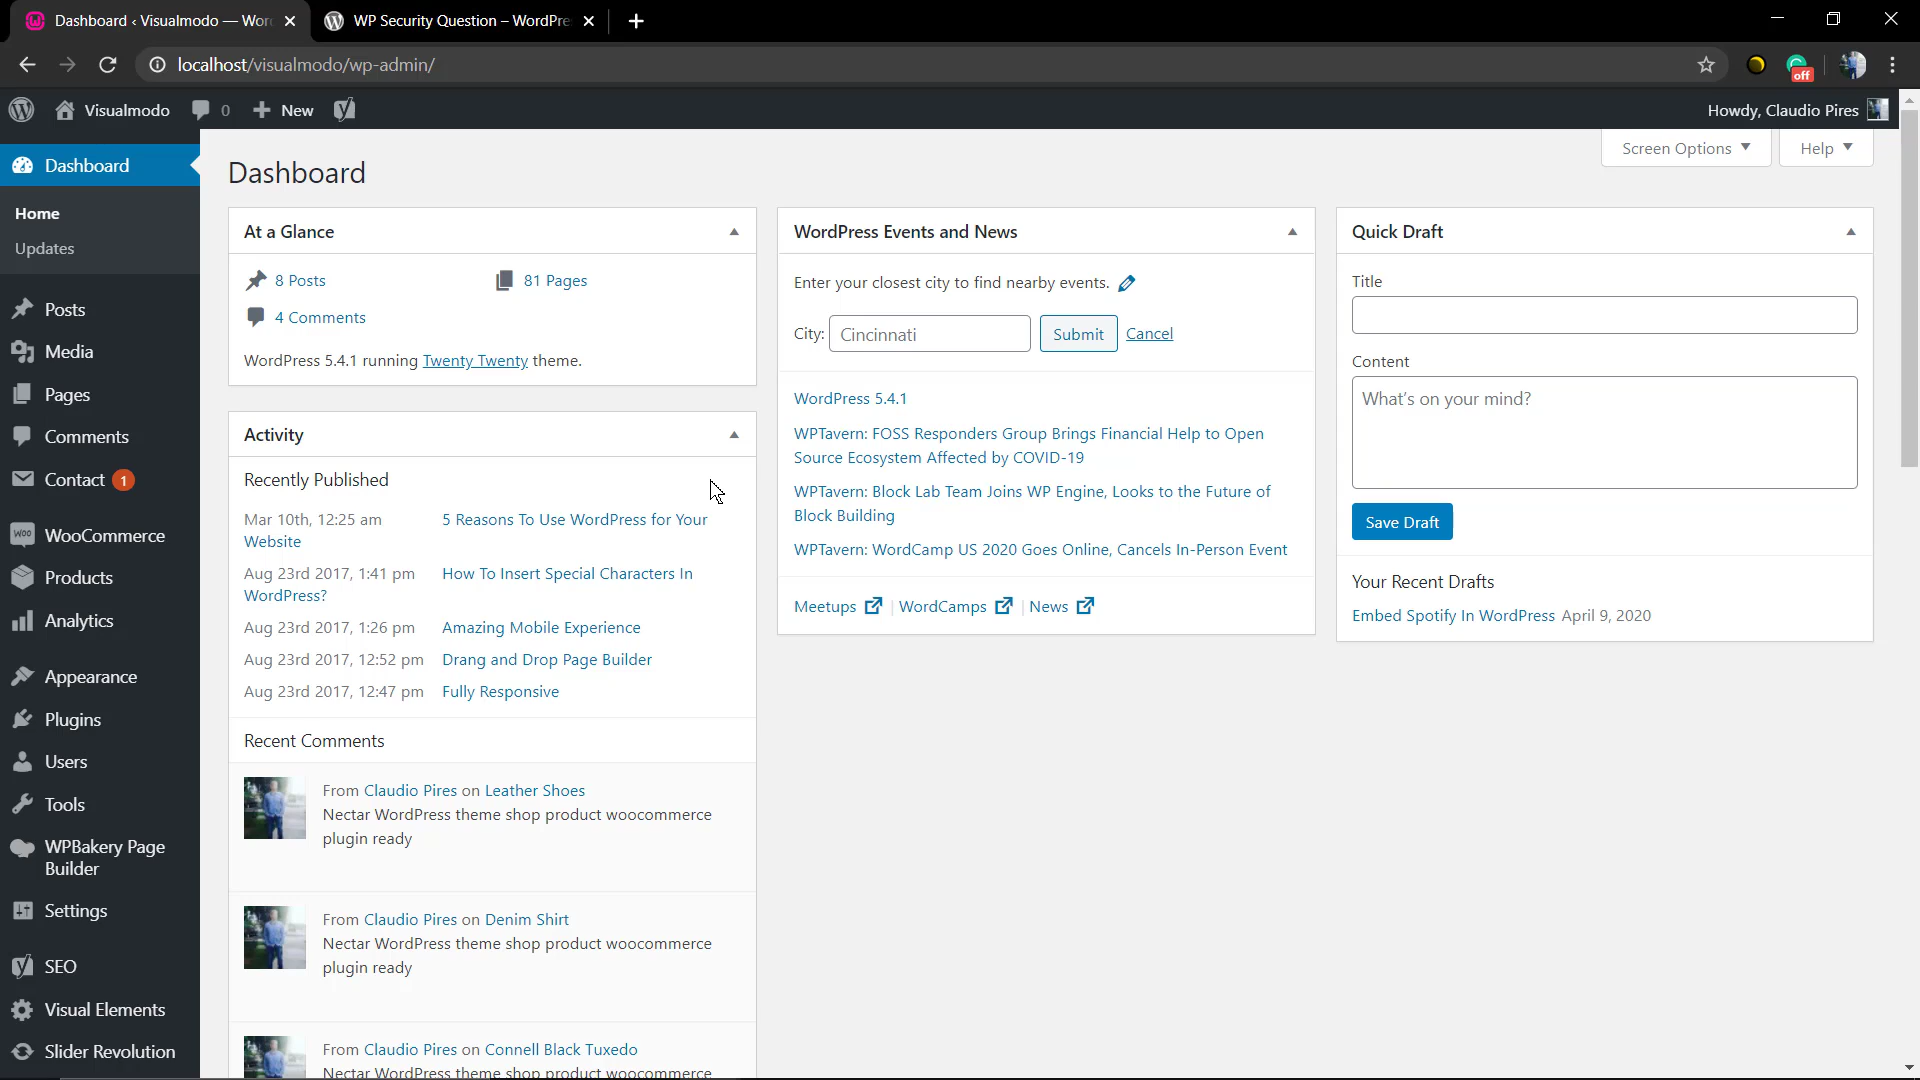 Dashboard ‹ Visualmodo — Wor
WP Security Question – WordPre
localhost/visualmodo/wp-admin/
off
Visualmodo 0 New
Howdy, Claudio Pires
Screen Options
Help
Dashboard
Home
Updates
Posts
Media
Pages
Comments
Contact 1
WOO WooCommerce
Products
Analytics
Appearance
Plugins
Users
Tools
WPBakery Page
Builder
Settings
SEO
Visual Elements
Slider Revolution
Dashboard
At a Glance
8 Posts
81 Pages
4 Comments
WordPress 5.4.1 running Twenty Twenty theme.
Activity
Recently Published
Mar 10th, 12:25 am 5 Reasons To Use WordPress for Your
Website
Aug 23rd 2017, 1:41 pm How To Insert Special Characters In
WordPress?
Aug 23rd 2017, 1:26 pm Amazing Mobile Experience
Aug 23rd 2017, 12:52 pm Drang and Drop Page Builder
Aug 23rd 2017, 12:47 pm Fully Responsive
Recent Comments
From Claudio Pires on Leather Shoes
Nectar WordPress theme shop product woocommerce
plugin ready
From Claudio Pires on Denim Shirt
Nectar WordPress theme shop product woocommerce
plugin ready
From Claudio Pires on Connell Black Tuxedo
Nectar WordPress theme shop product woocommerce
WordPress Events and News
Enter your closest city to find nearby events.
City: Cincinnati Submit Cancel
WordPress 5.4.1
WPTavern: FOSS Responders Group Brings Financial Help to Open
Source Ecosystem Affected by COVID-19
WPTavern: Block Lab Team Joins WP Engine, Looks to the Future of
Block Building
WPTavern: WordCamp US 2020 Goes Online, Cancels In-Person Event
Meetups | WordCamps | News
Quick Draft
Title
Content
What's on your mind?
Save Draft
Your Recent Drafts
Embed Spotify In WordPress April 9, 2020